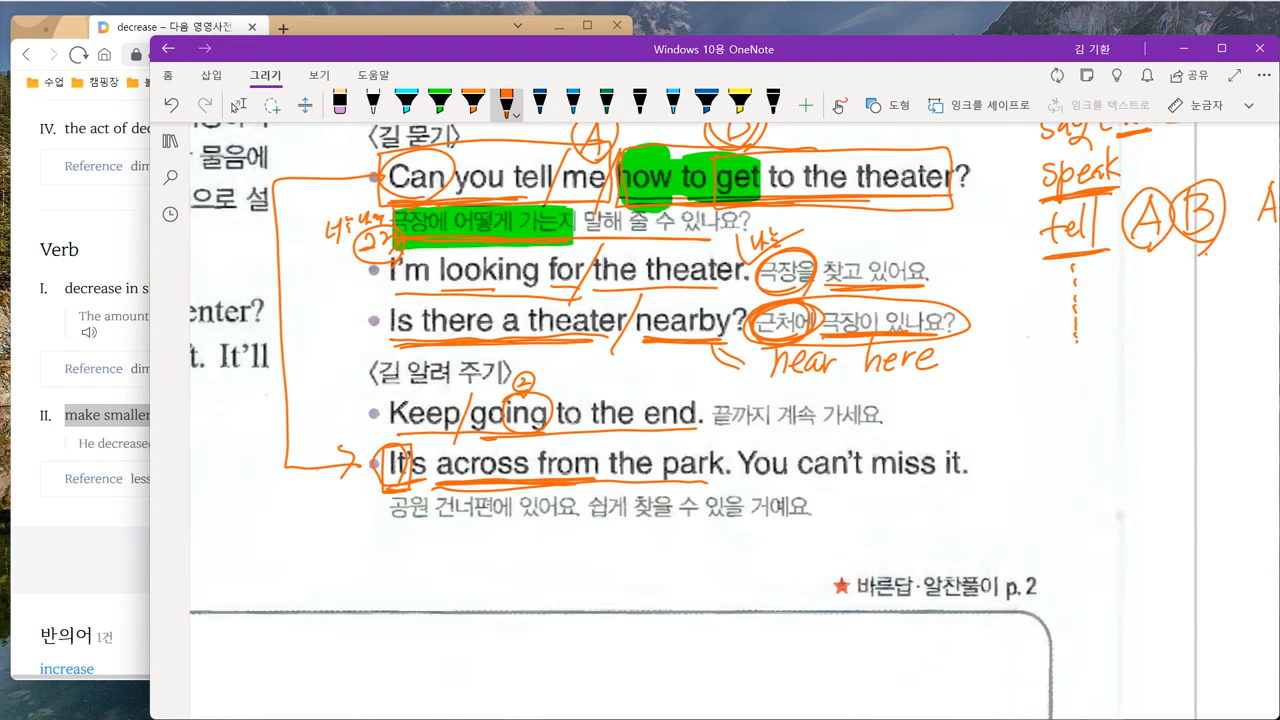 decrease – 다음 영영사전
수업
캠핑장
Windows 10용 OneNote
김 기환
홈 삽입 그리기 보기 도움말
공유
도형
잉크를 셰이프로
잉크를 텍스트로
눈금자
IV. the act of dec
Reference dim
Verb
I. decrease in s
The amount
Reference dim
II. make smaller
He decreased
Reference less
반의어 1건
increase
물음에
으로 설
enter?
t. It'll
〈길 묻기〉
A
Can you tell me how to get to the theater?
극장에 어떻게 가는지 말해 줄 수 있나요?
I'm looking for the theater. 극장을 찾고 있어요.
나는
Is there a theater nearby? 근처에 극장이 있나요?
near here
〈길 알려 주기〉
2
Keep going to the end. 끝까지 계속 가세요.
It's across from the park. You can't miss it.
공원 건너편에 있어요. 쉽게 찾을 수 있을 거예요.
★ 바른답·알찬풀이 p. 2
say
speak
tell A B A